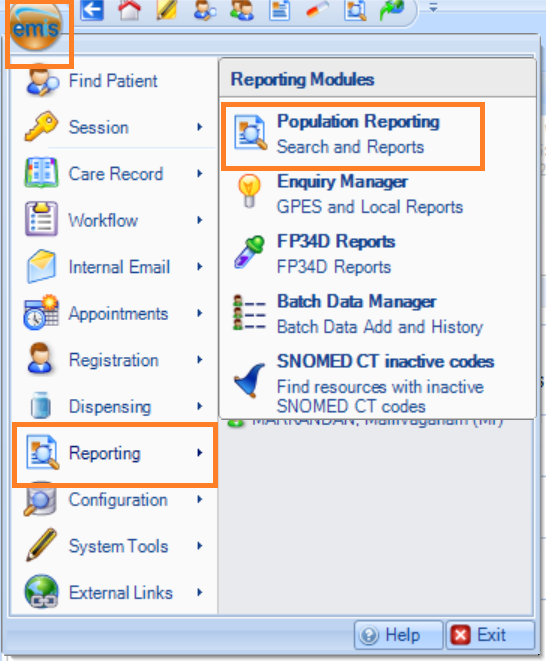 emis
Find Patient
Session
Care Record
Workflow
Internal Email
Appointments
Registration
Dispensing
Reporting
Configuration
System Tools
External Links
Reporting Modules
Population Reporting
Search and Reports
Enquiry Manager
GPES and Local Reports
FP34D Reports
FP34D Reports
Batch Data Manager
Batch Data Add and History
SNOMED CT inactive codes
Find resources with inactive
SNOMED CT codes
Help
Exit